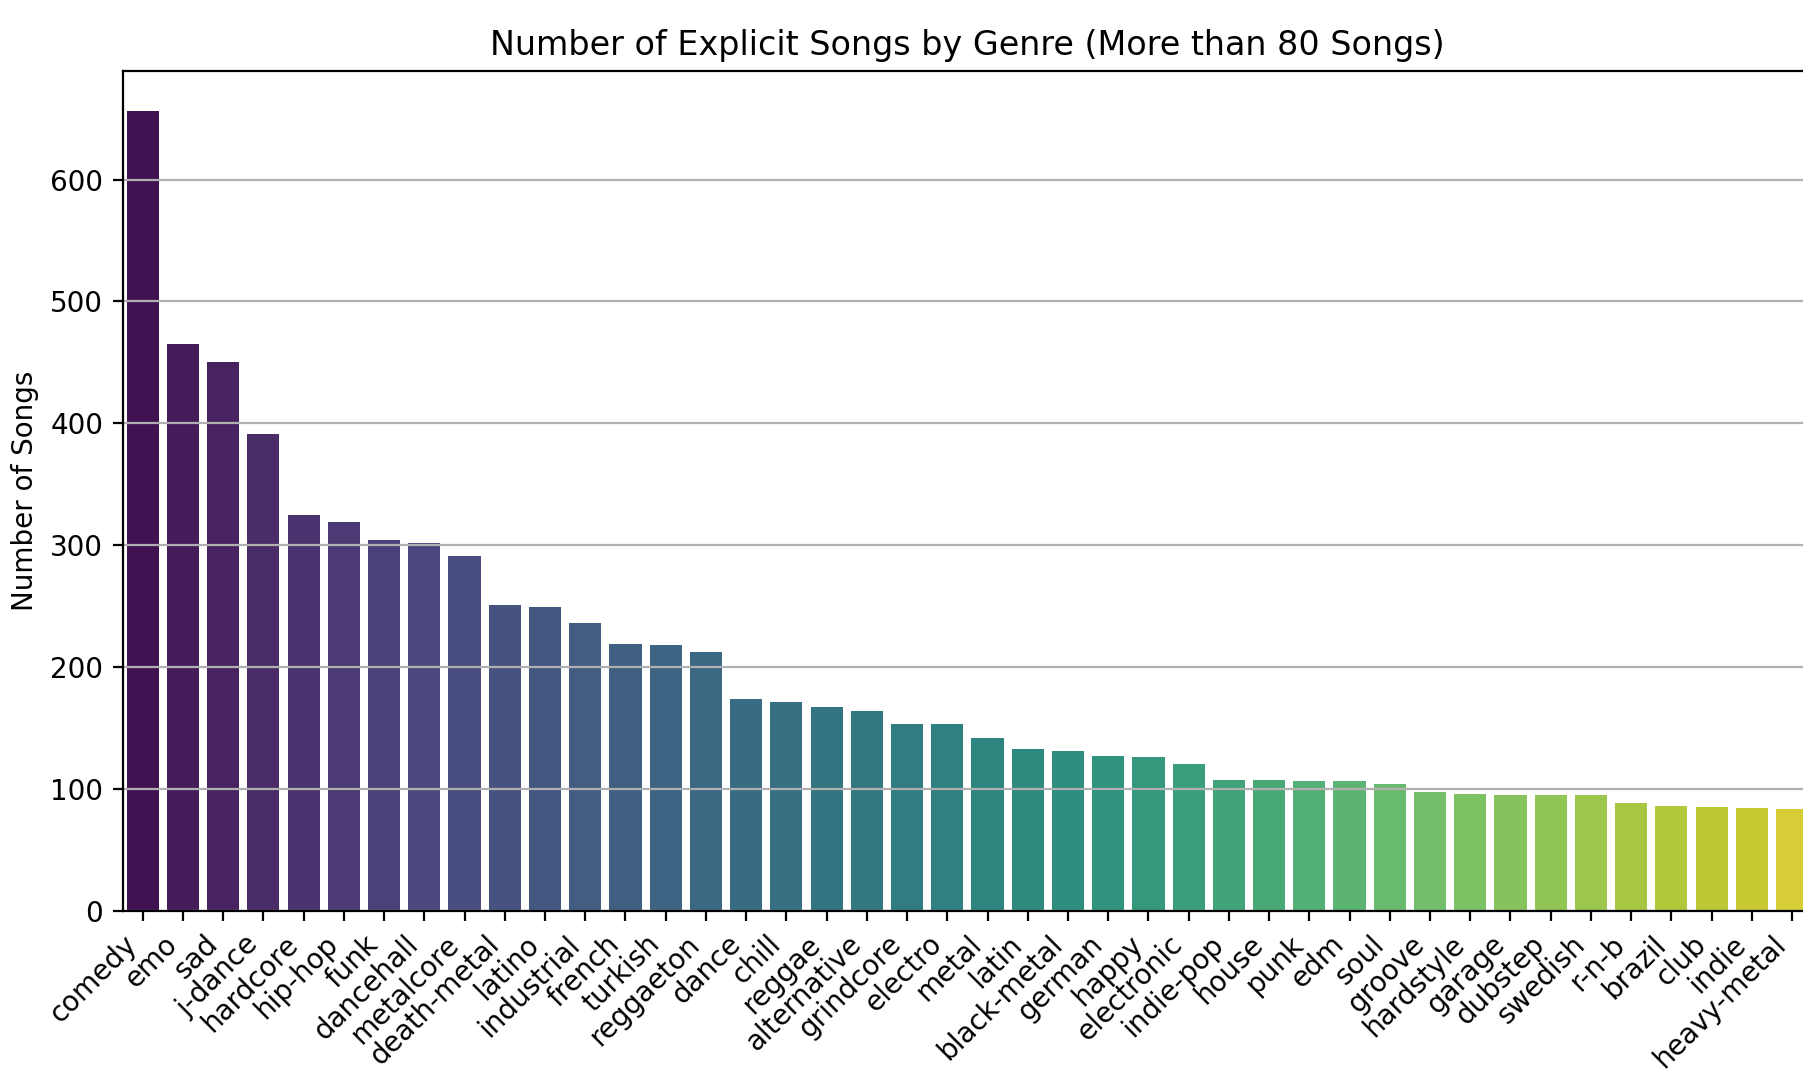 Number of Explicit Songs by Genre (More than 80 Songs)
Number of Songs
600
500
400
300
200
100
0
comedy
emo
sad
j-dance
hardcore
hip-hop
funk
dancehall
metalcore
death-metal
latino
industrial
french
turkish
reggaeton
dance
chill
reggae
alternative
grindcore
electro
metal
latin
black-metal
german
happy
electronic
indie-pop
house
punk
edm
soul
groove
hardstyle
garage
dubstep
swedish
r-n-b
brazil
club
indie
heavy-metal